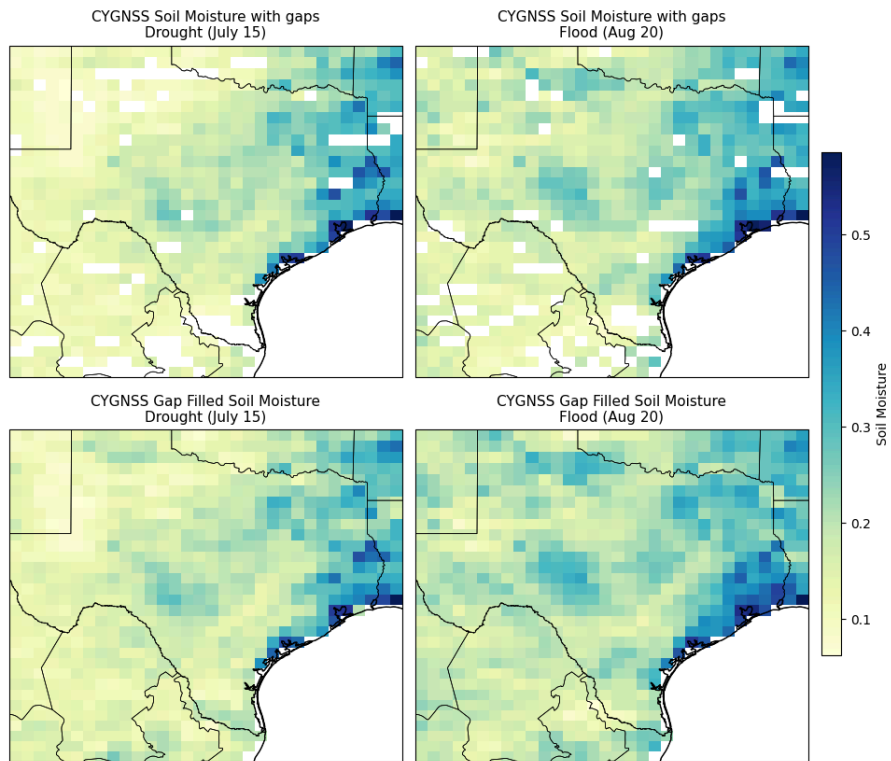 CYGNSS Soil Moisture with gaps
Drought (July 15)
CYGNSS Soil Moisture with gaps
Flood (Aug 20)
CYGNSS Gap Filled Soil Moisture
Drought (July 15)
CYGNSS Gap Filled Soil Moisture
Flood (Aug 20)
0.5
0.4
0.3
0.2
0.1
Soil Moisture